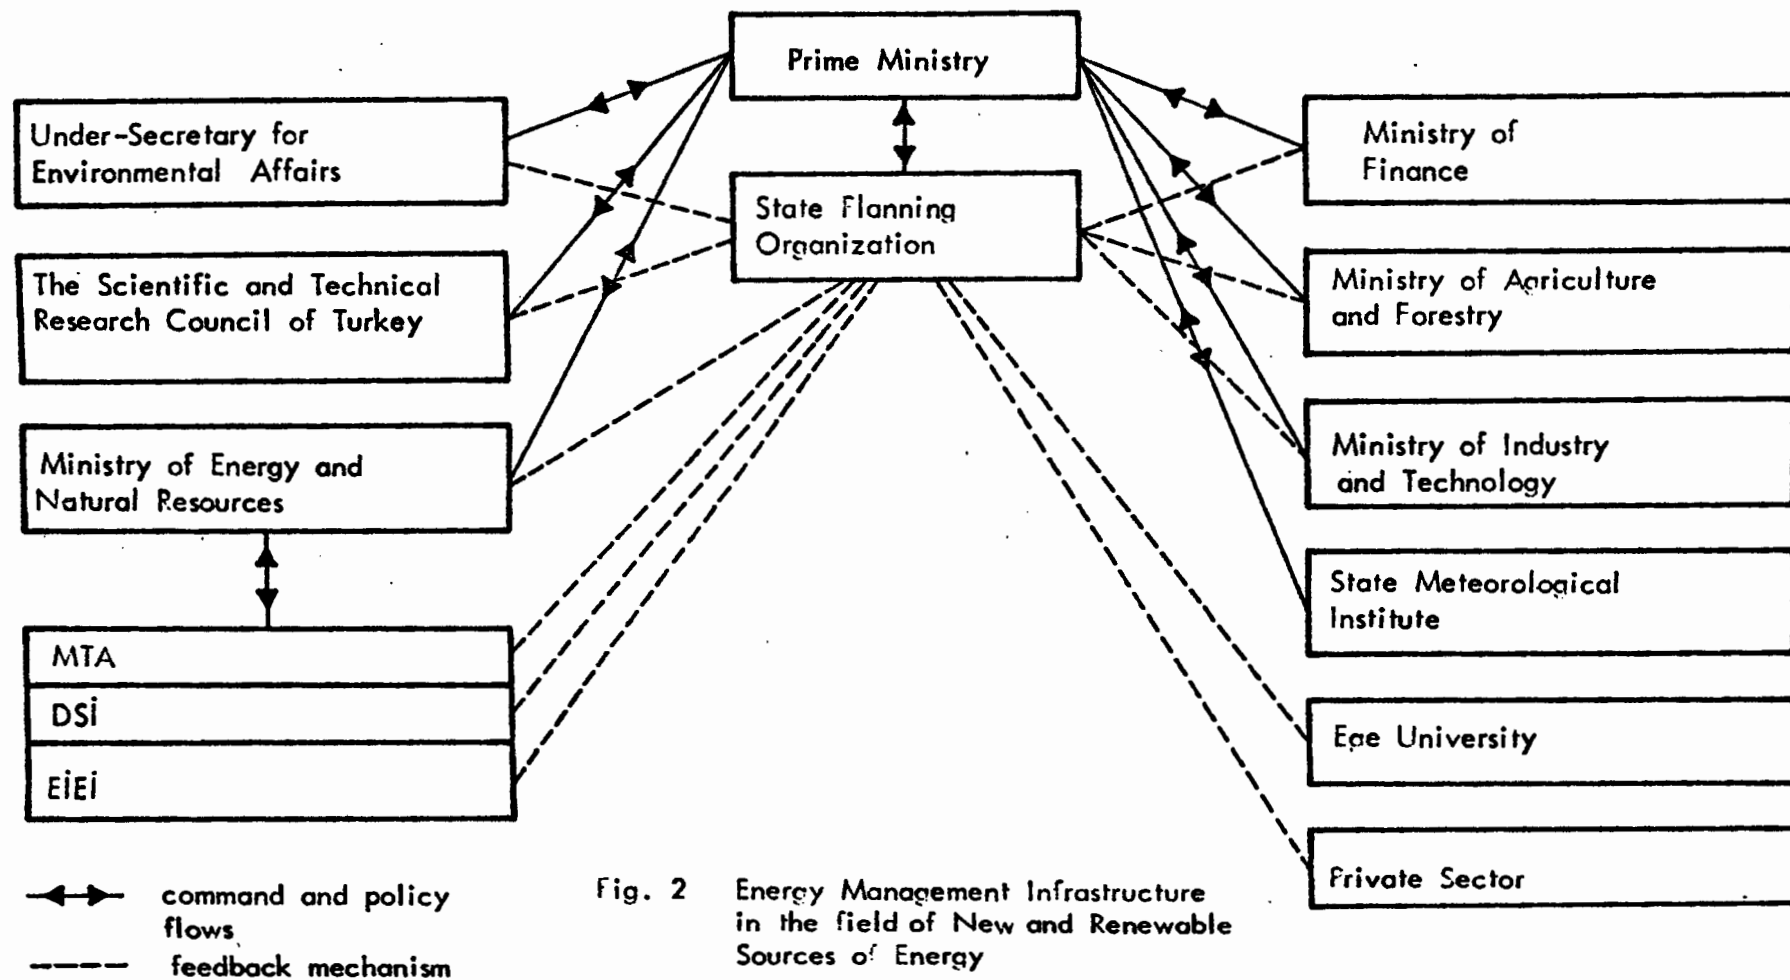 Prime Ministry
Under-Secretary for
Environmental Affairs
State Planning
Organization
Ministry of
Finance
The Scientific and Technical
Research Council of Turkey
Ministry of Agriculture
and Forestry
Ministry of Energy and
Natural Resources
Ministry of Industry
and Technology
State Meteorological
Institute
MTA
DSİ
EİEİ
Ege University
Private Sector
command and policy
flows
feedback mechanism
Fig. 2 Energy Management Infrastructure
in the field of New and Renewable
Sources of Energy